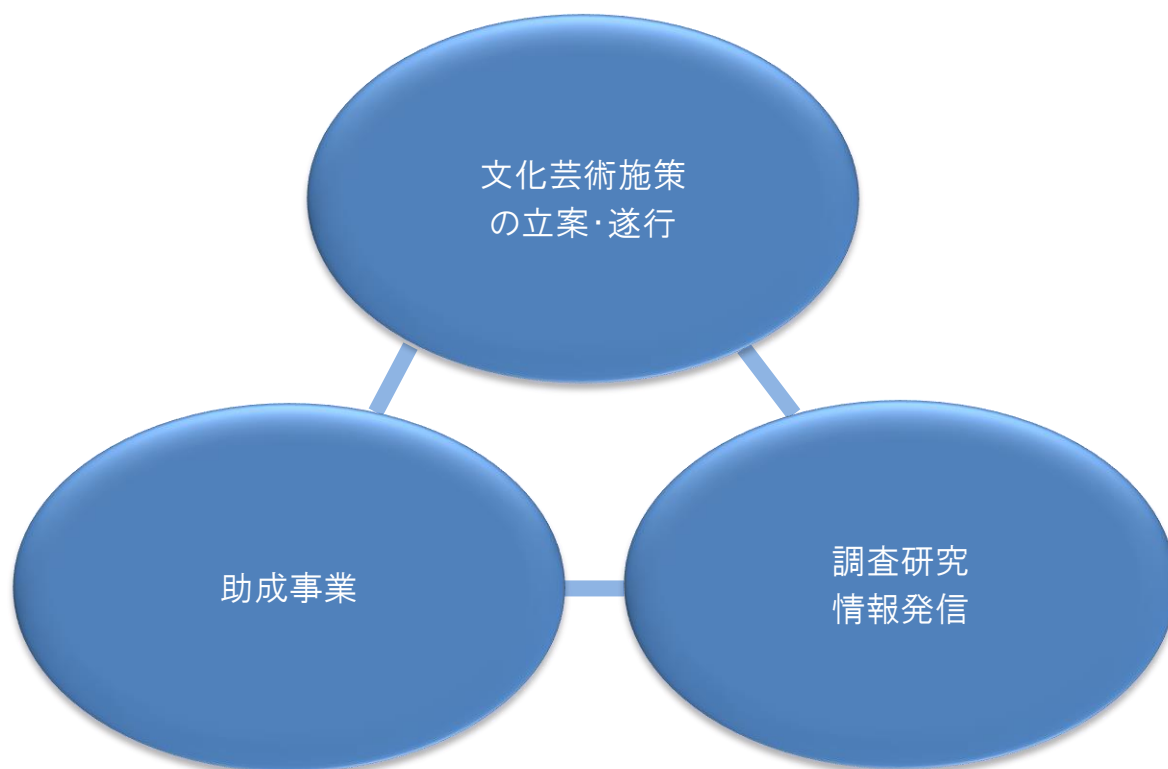 文化芸術施策
の立案･遂行
助成事業
調査研究
情報発信